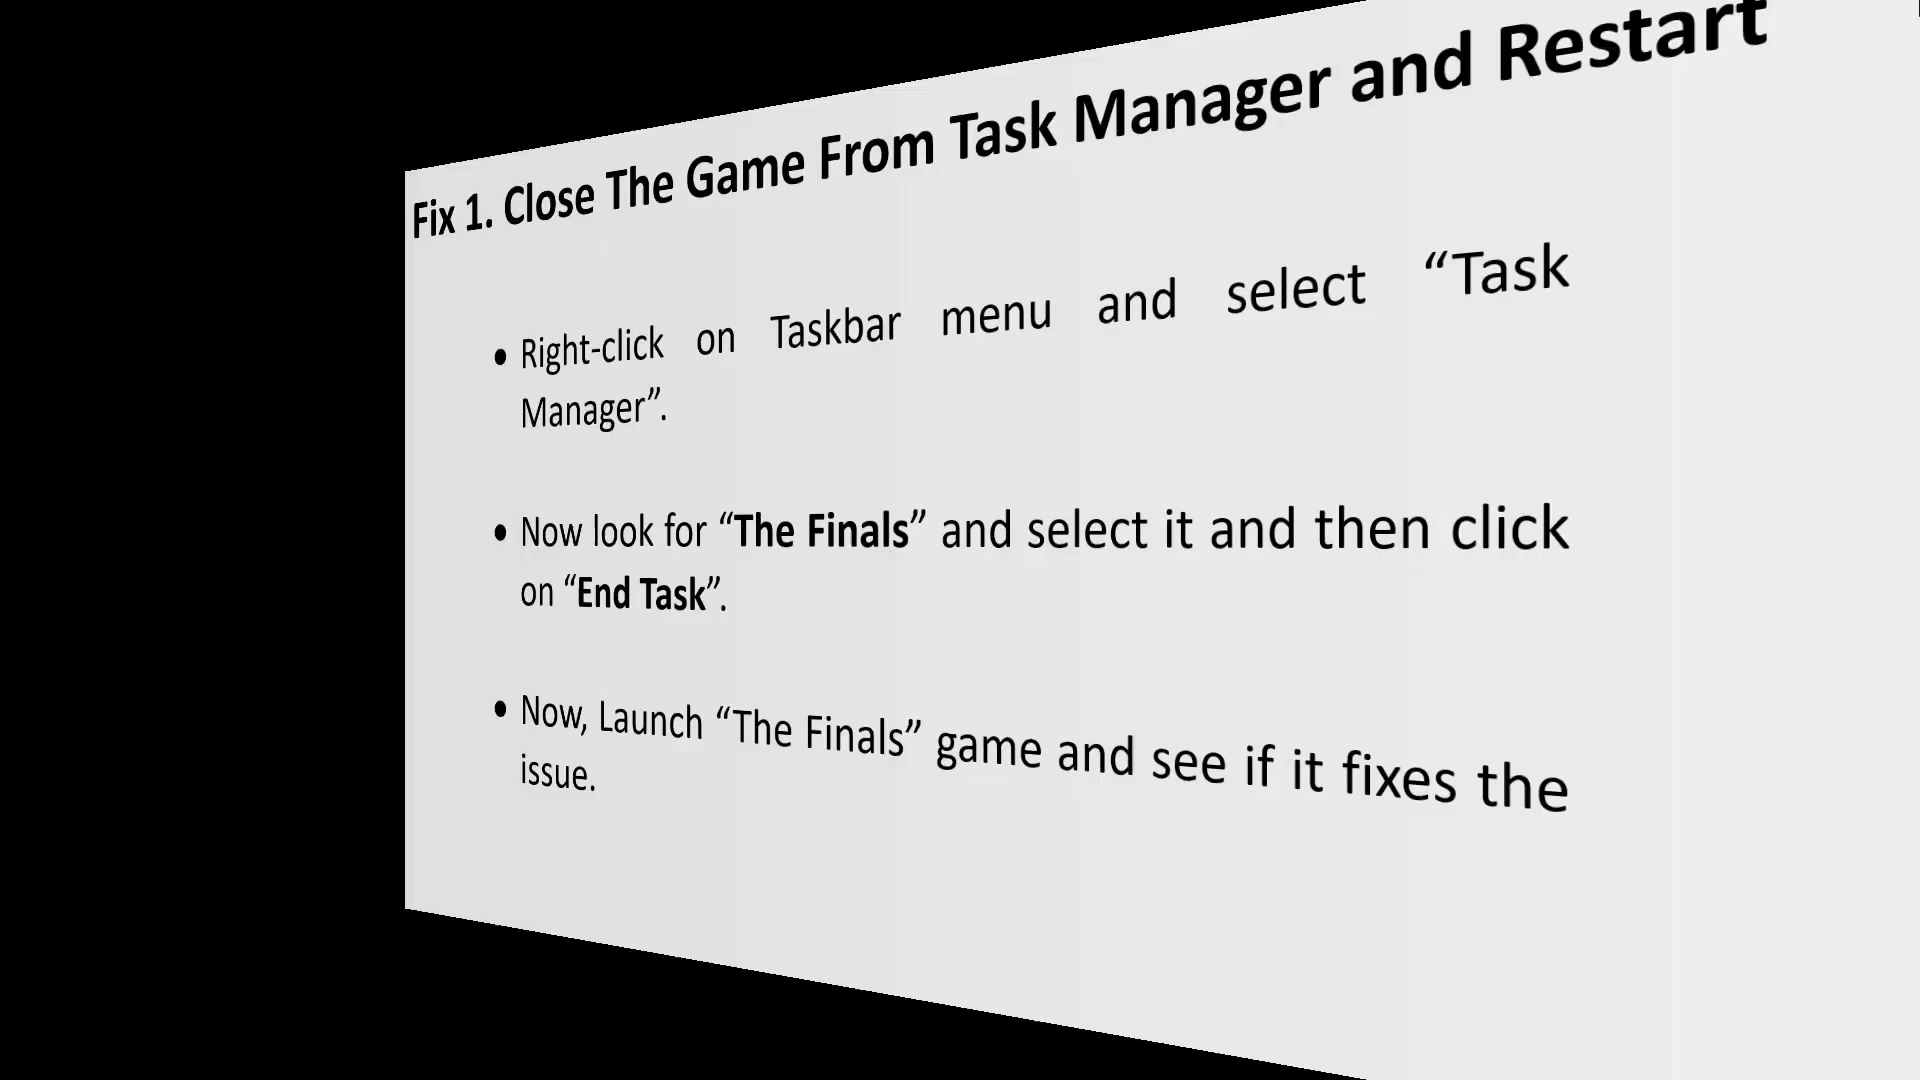 Fix 1. Close The Game From Task Manager and Restart
• Right-click on Taskbar menu and select “Task
Manager”.
• Now look for “The Finals” and select it and then click
on “End Task”.
• Now, Launch “The Finals” game and see if it fixes the
issue.